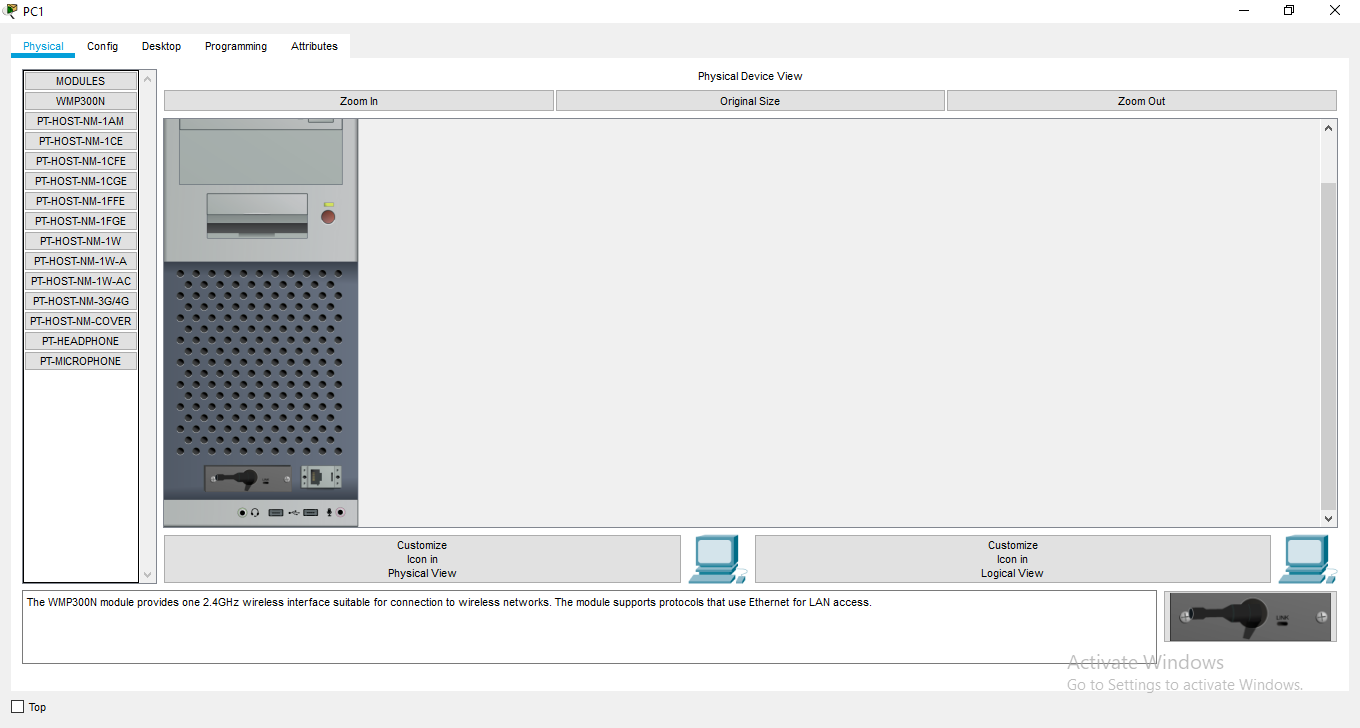 PC1
Physical Config Desktop Programming Attributes
MODULES
WMP300N
PT-HOST-NM-1AM
PT-HOST-NM-1CE
PT-HOST-NM-1CFE
PT-HOST-NM-1CGE
PT-HOST-NM-1FFE
PT-HOST-NM-1FGE
PT-HOST-NM-1W
PT-HOST-NM-1W-A
PT-HOST-NM-1W-AC
PT-HOST-NM-3G/4G
PT-HOST-NM-COVER
PT-HEADPHONE
PT-MICROPHONE
Physical Device View
Zoom In Original Size Zoom Out
Customize
Icon in
Physical View
Customize
Icon in
Logical View
The WMP300N module provides one 2.4GHz wireless interface suitable for connection to wireless networks. The module supports protocols that use Ethernet for LAN access.
LINK
Activate Windows
Go to Settings to activate Windows.
Top